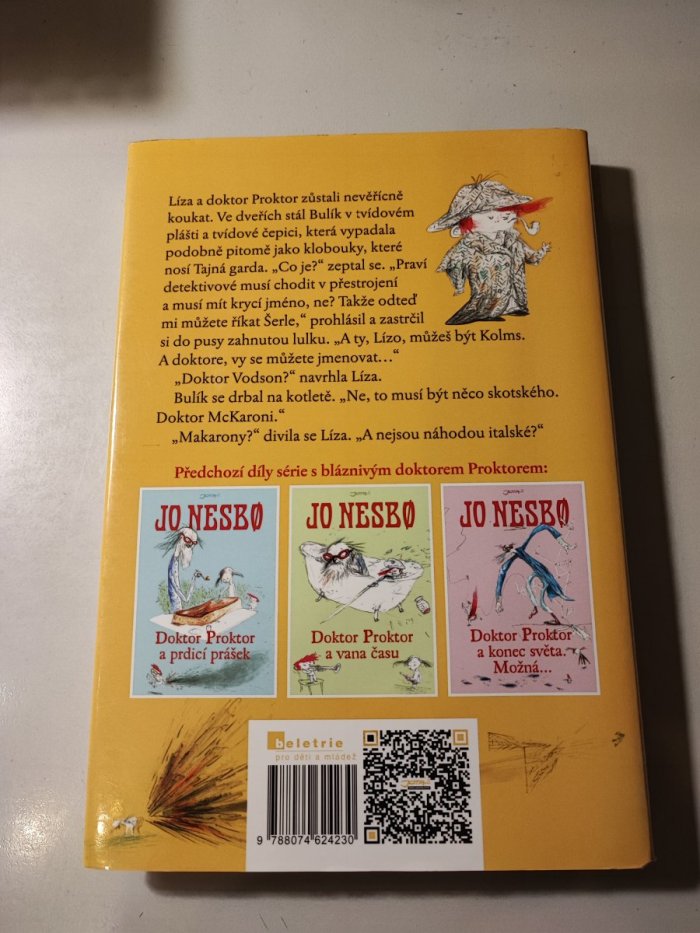 Líza a doktor Proktor zůstali nevěřícně
koukat. Ve dveřích stál Bulík v tvídovém
plášti a tvídové čepici, která vypadala
podobně pitomě jako klobouky, které
nosí Tajná garda. „Co je?“ zeptal se. „Praví
detektivové musí chodit v přestrojení
a musí mít krycí jméno, ne? Takže odteď
mi můžete říkat Šerle,“ prohlásil a zastrčil
si do pusy zahnutou lulku. „A ty, Lízo, můžeš být Kolms.
A doktore, vy se můžete jmenovat…“
„Doktor Vodson?“ navrhla Líza.
Bulík se drbal na kotletě. „Ne, to musí být něco skotského.
Doktor McKaroni.“
„Makarony?“ divila se Líza. „A nejsou náhodou italské?“
Předchozí díly série s bláznivým doktorem Proktorem:
JO NESBØ
Doktor Proktor
a prdicí prášek
JO NESBØ
Doktor Proktor
a vana času
JO NESBØ
Doktor Proktor
a konec světa.
Možná...
beletrie
pro děti a mládež
9 788074 624230